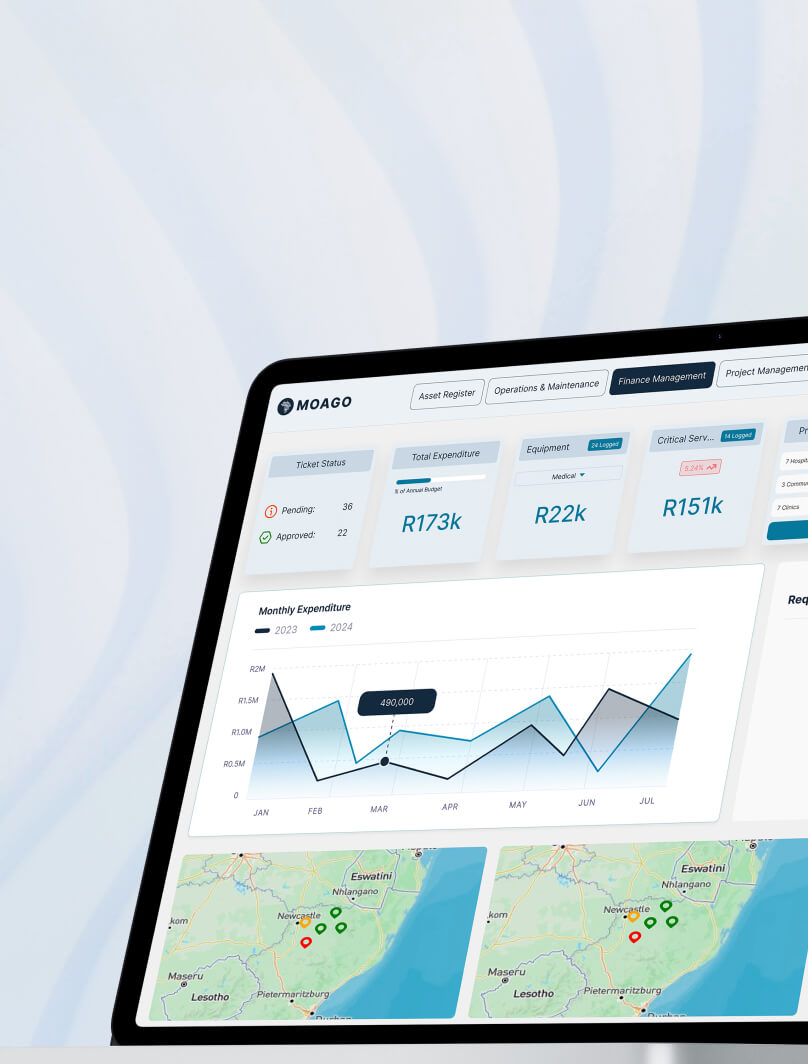 MOAGO
Asset Register
Operations & Maintenance
Finance Management
Project Managemen
Ticket Status
Pending: 36
Approved: 22
Total Expenditure
% of Annual Budget
R173k
Equipment 24 Logged
Medical
R22k
Critical Serv... 14 Logged
5.24%
R151k
Pr
7 Hospit
3 Commu
7 Clinics
Monthly Expenditure
2023 2024
R2M
R1,5M
R1.0M
R0.5M
0
490,000
JAN FEB MAR APR MAY JUN JUL
Req
Eswatini
Nhlangano
Newcastle
kom
Maseru
Lesotho
Pietermaritzburg
Durban
Eswatini
Nhlangano
Newcastle
kom
Maseru
Lesotho
Pietermaritzburg
Durban